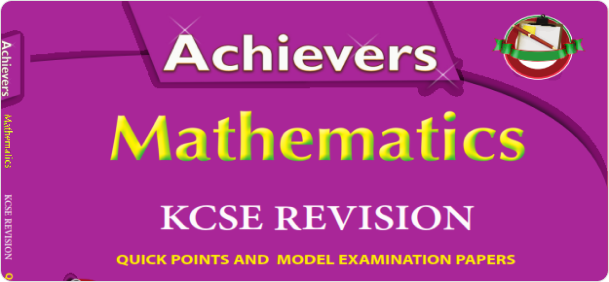 Achievers
Mathematics
KCSE REVISION
QUICK POINTS AND MODEL EXAMINATION PAPERS
Achievers
Mathematics
KCSE REVISION
Q